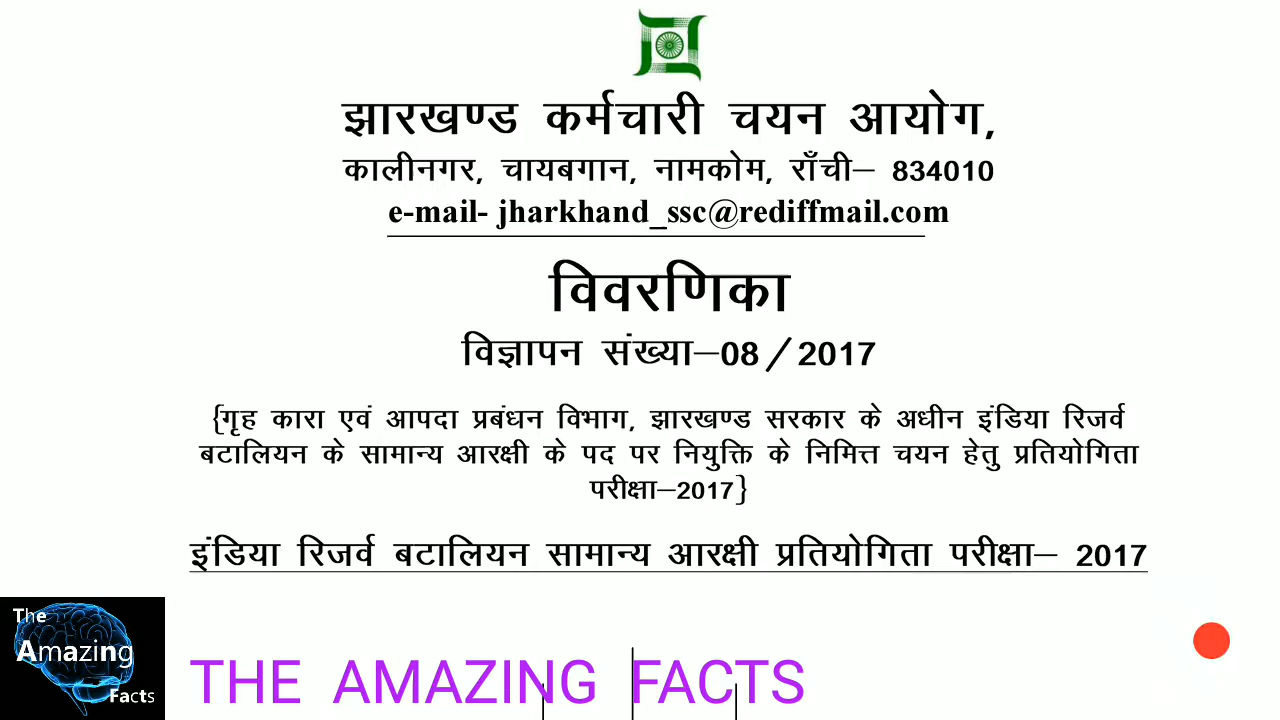 झारखण्ड कर्मचारी चयन आयोग,
कालीनगर, चायबगान, नामकोम, राँची– 834010
e-mail- jharkhand_ssc@rediffmail.com
विवरणिका
विज्ञापन संख्या–08/2017
{गृह कारा एवं आपदा प्रबंधन विभाग, झारखण्ड सरकार के अधीन इंडिया रिजर्व
बटालियन के सामान्य आरक्षी के पद पर नियुक्ति के निमित्त चयन हेतु प्रतियोगिता
परीक्षा–2017}
इंडिया रिजर्व बटालियन सामान्य आरक्षी प्रतियोगिता परीक्षा– 2017
The
Amazing
Facts
THE AMAZING FACTS